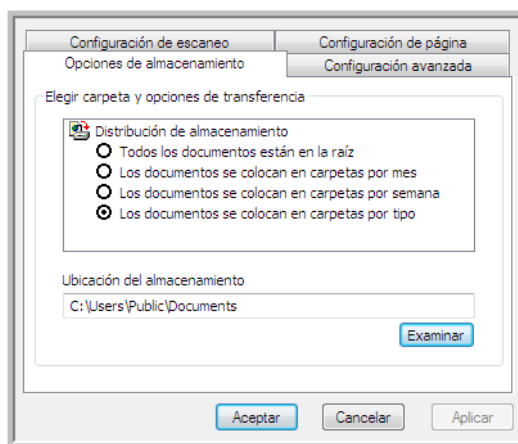 Configuración de escaneo
Configuración de página
Opciones de almacenamiento
Configuración avanzada
Elegir carpeta y opciones de transferencia
Distribución de almacenamiento
Todos los documentos están en la raíz
Los documentos se colocan en carpetas por mes
Los documentos se colocan en carpetas por semana
Los documentos se colocan en carpetas por tipo
Ubicación del almacenamiento
C:\Users\Public\Documents
Examinar
Aceptar
Cancelar
Aplicar